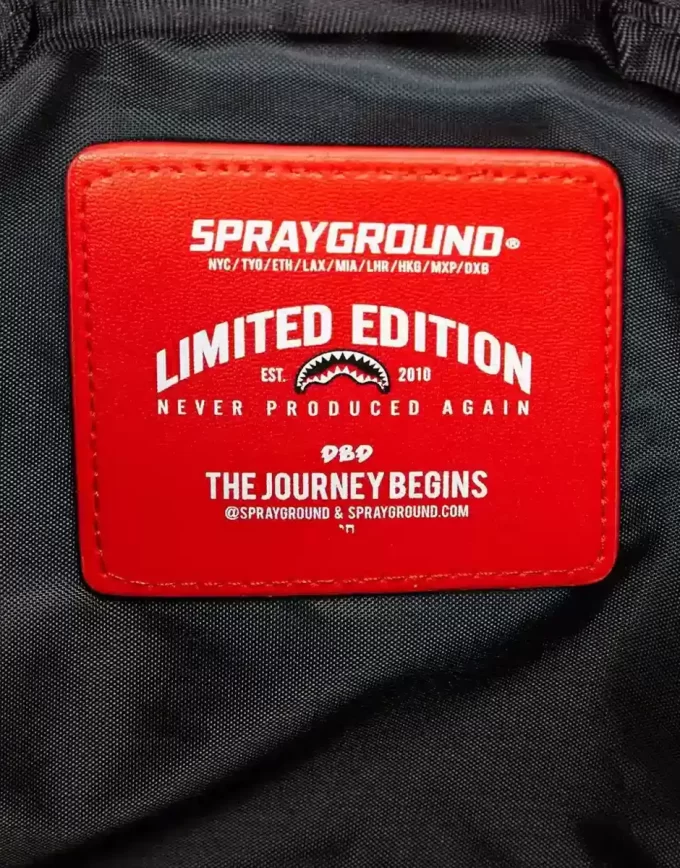 SPRAYGROUND®
NYC/TYO/ETH/LAX/MIA/LHR/HKG/MXP/DXB
LIMITED EDITION
EST. 2010
NEVER PRODUCED AGAIN
DBD
THE JOURNEY BEGINS
@SPRAYGROUND & SPRAYGROUND.COM
יח